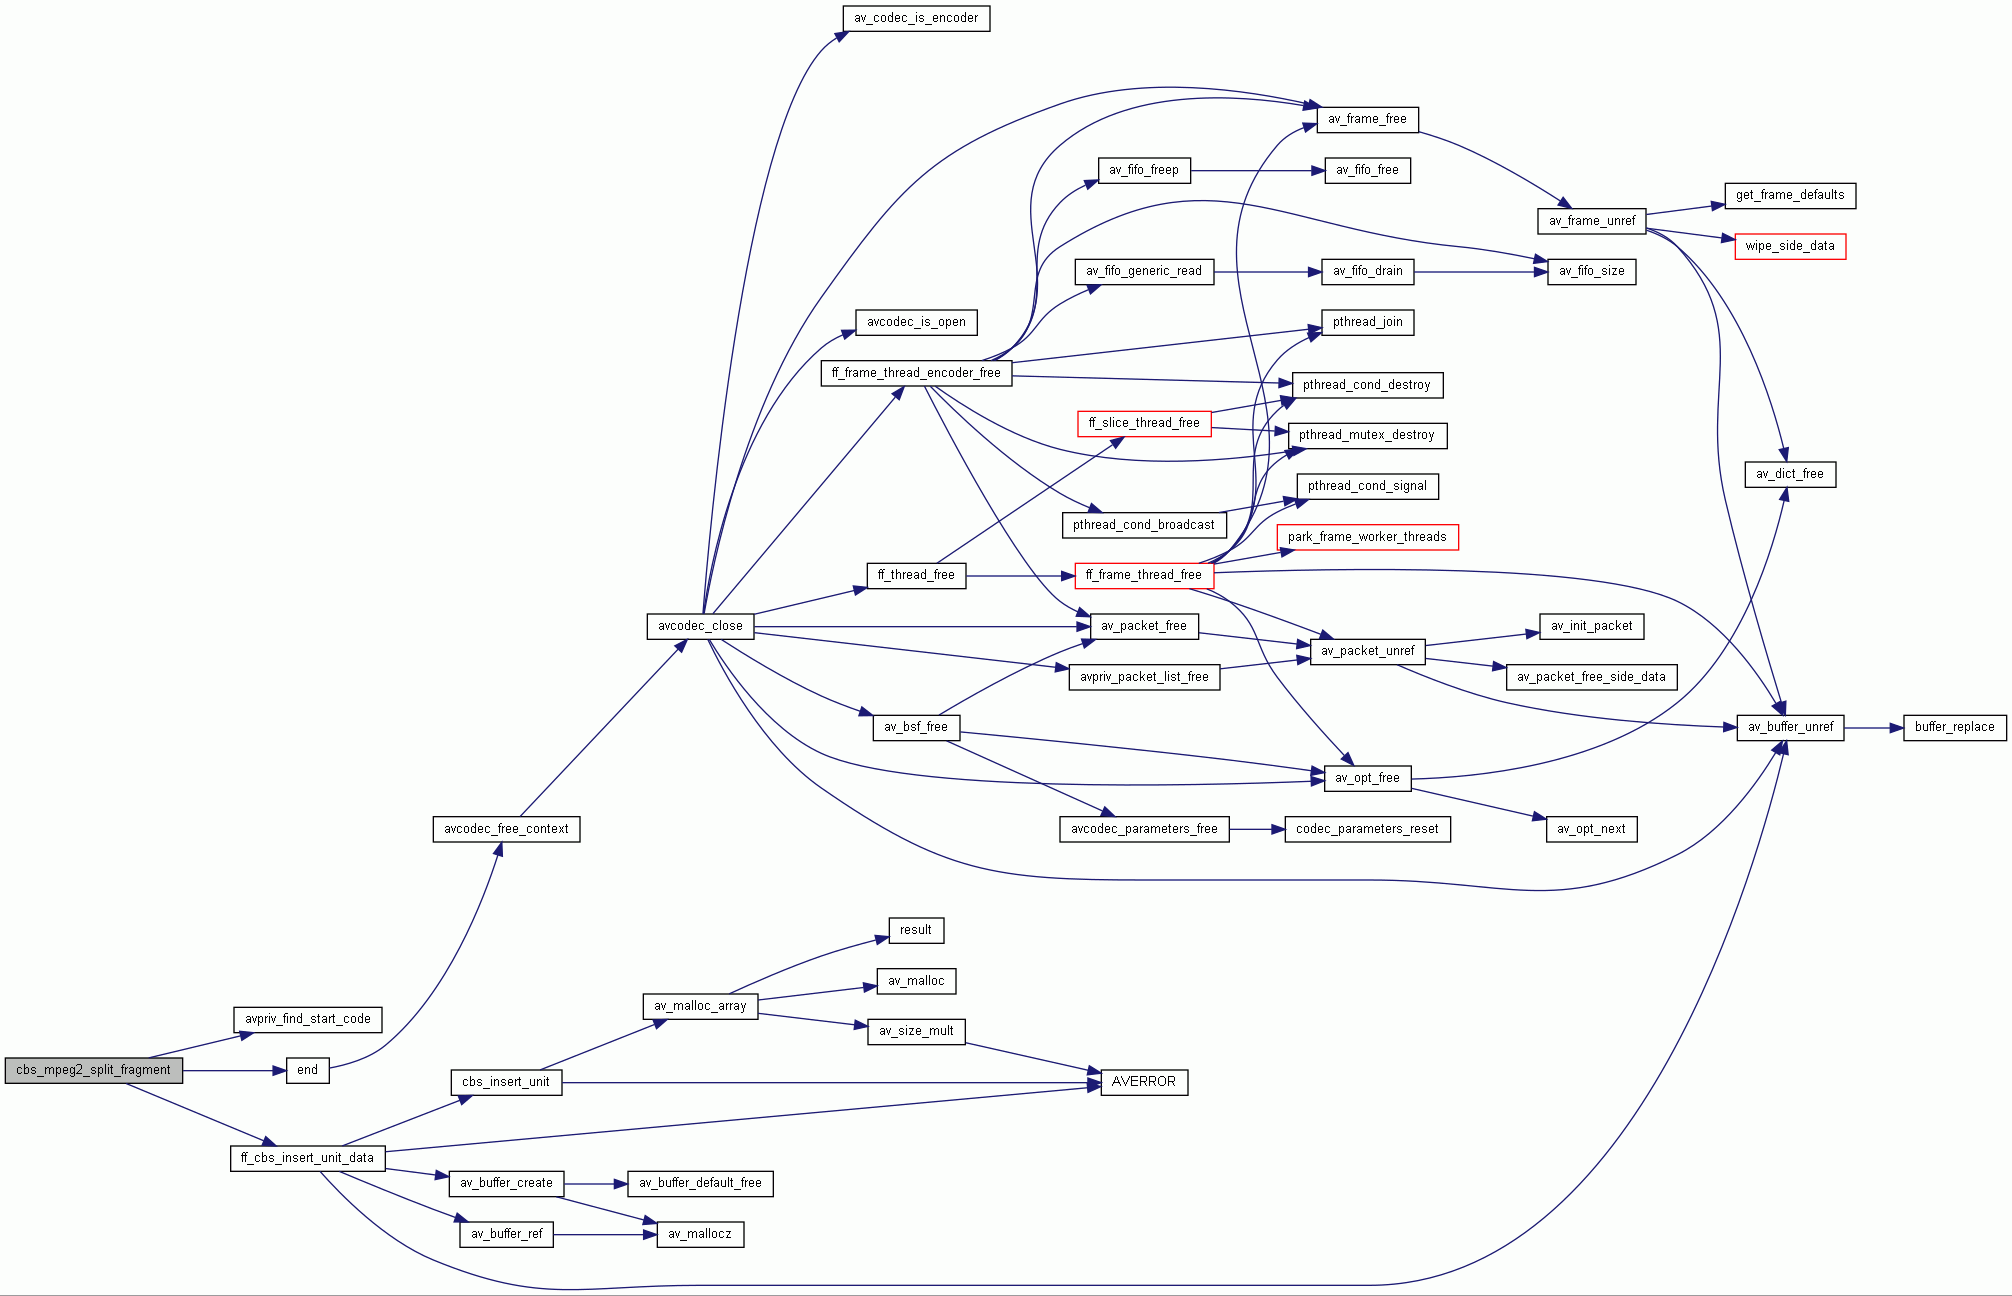 av_codec_is_encoder
av_frame_free
av_fifo_freep
av_fifo_free
get_frame_defaults
av_frame_unref
wipe_side_data
av_fifo_generic_read
av_fifo_drain
av_fifo_size
avcodec_is_open
pthread_join
ff_frame_thread_encoder_free
pthread_cond_destroy
ff_slice_thread_free
pthread_mutex_destroy
av_dict_free
pthread_cond_signal
pthread_cond_broadcast
park_frame_worker_threads
ff_thread_free
ff_frame_thread_free
avcodec_close
av_packet_free
av_init_packet
av_packet_unref
avpriv_packet_list_free
av_packet_free_side_data
av_bsf_free
av_buffer_unref
buffer_replace
av_opt_free
avcodec_free_context
avcodec_parameters_free
codec_parameters_reset
av_opt_next
result
av_malloc
av_malloc_array
avpriv_find_start_code
av_size_mult
cbs_mpeg2_split_fragment
end
cbs_insert_unit
AVERROR
ff_cbs_insert_unit_data
av_buffer_create
av_buffer_default_free
av_buffer_ref
av_mallocz